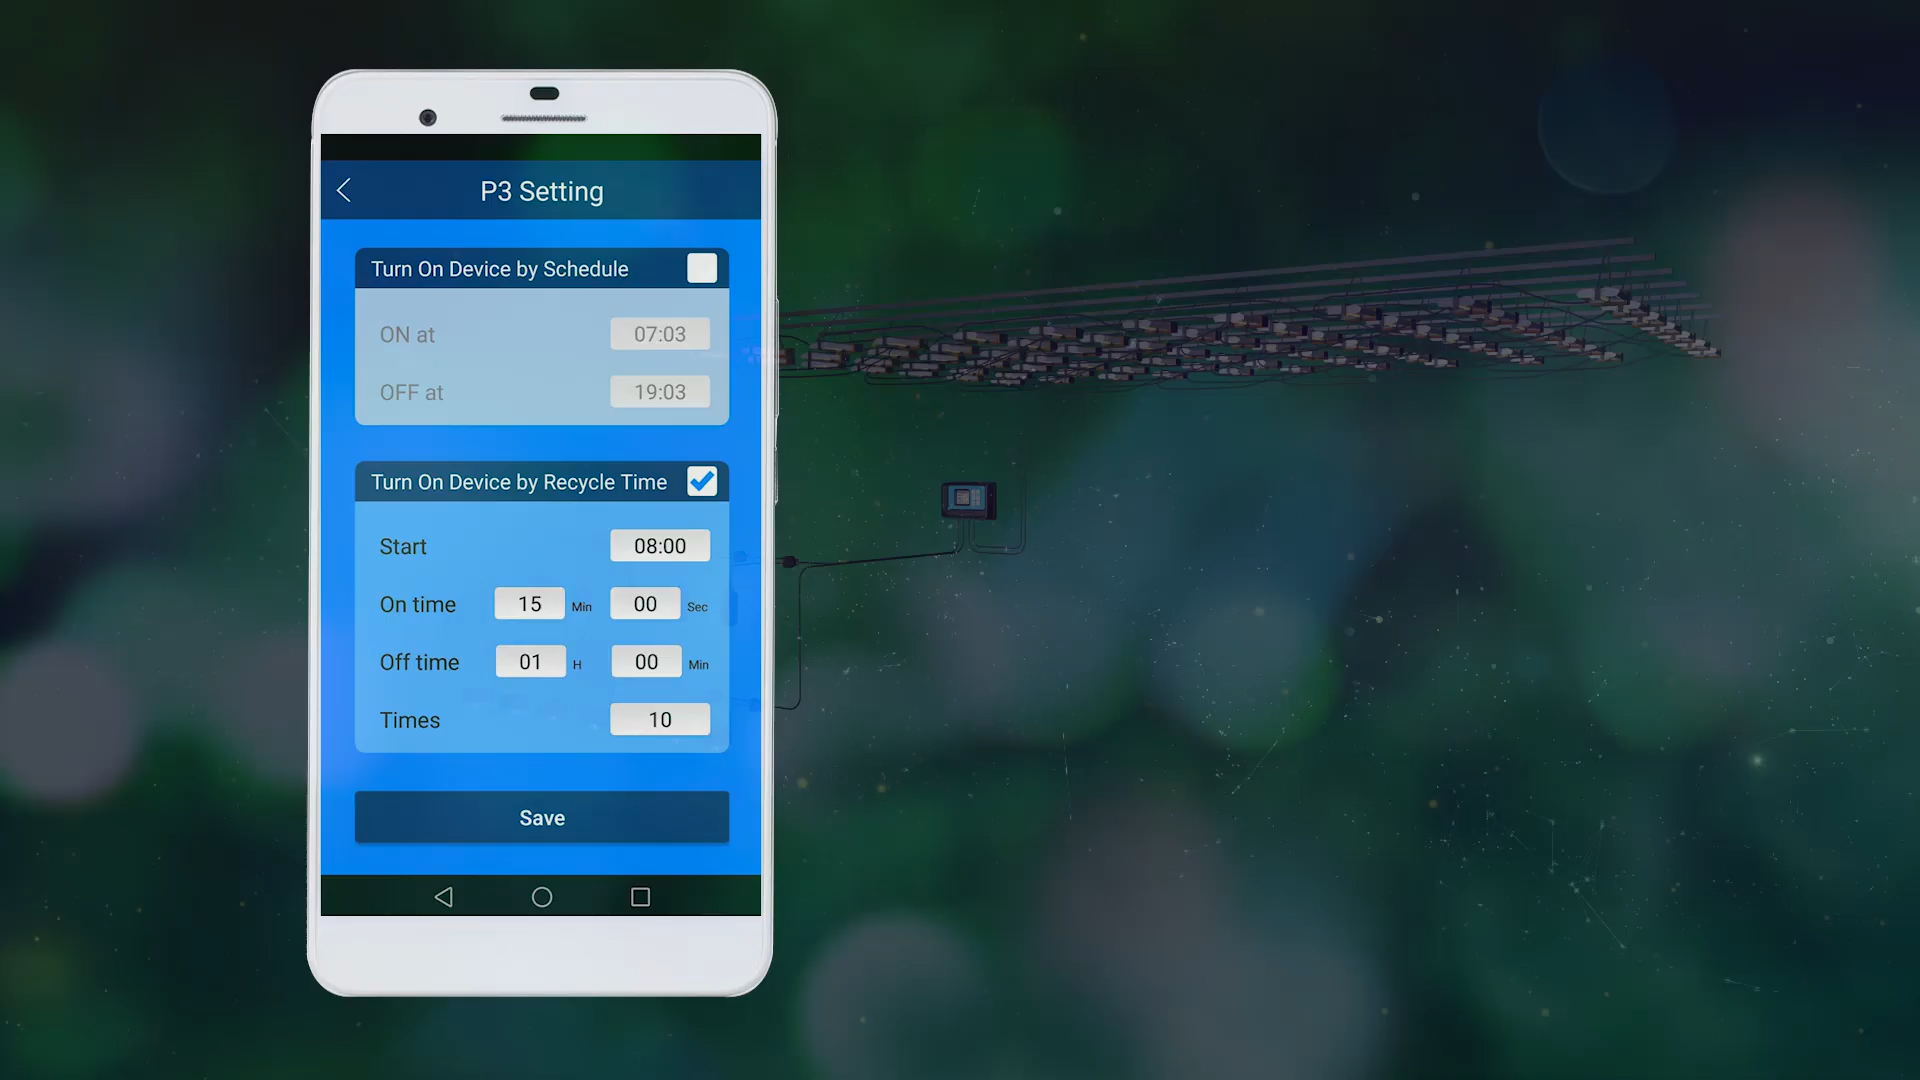 P3 Setting
Turn On Device by Schedule
ON at 07:03
OFF at 19:03
Turn On Device by Recycle Time
Start 08:00
On time 15 Min 00 Sec
Off time 01 H 00 Min
Times 10
Save